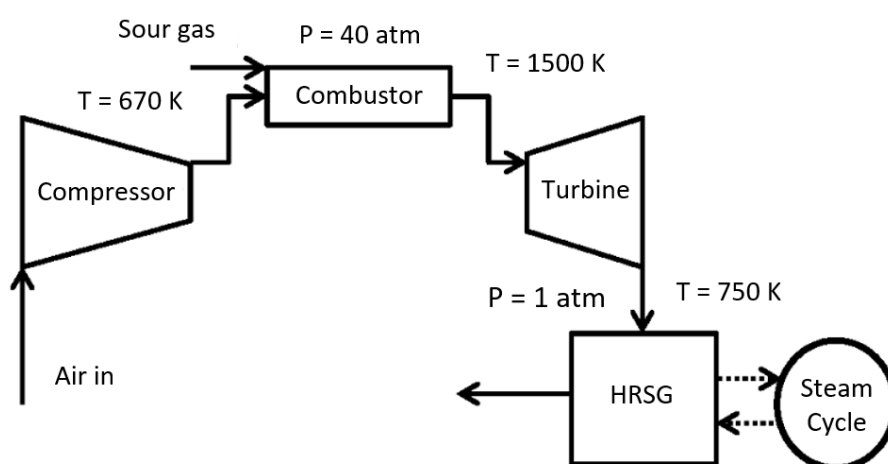 Sour gas
P = 40 atm
T = 1500 K
T = 670 K
Combustor
Compressor
Turbine
P = 1 atm
T = 750 K
Air in
HRSG
Steam
Cycle